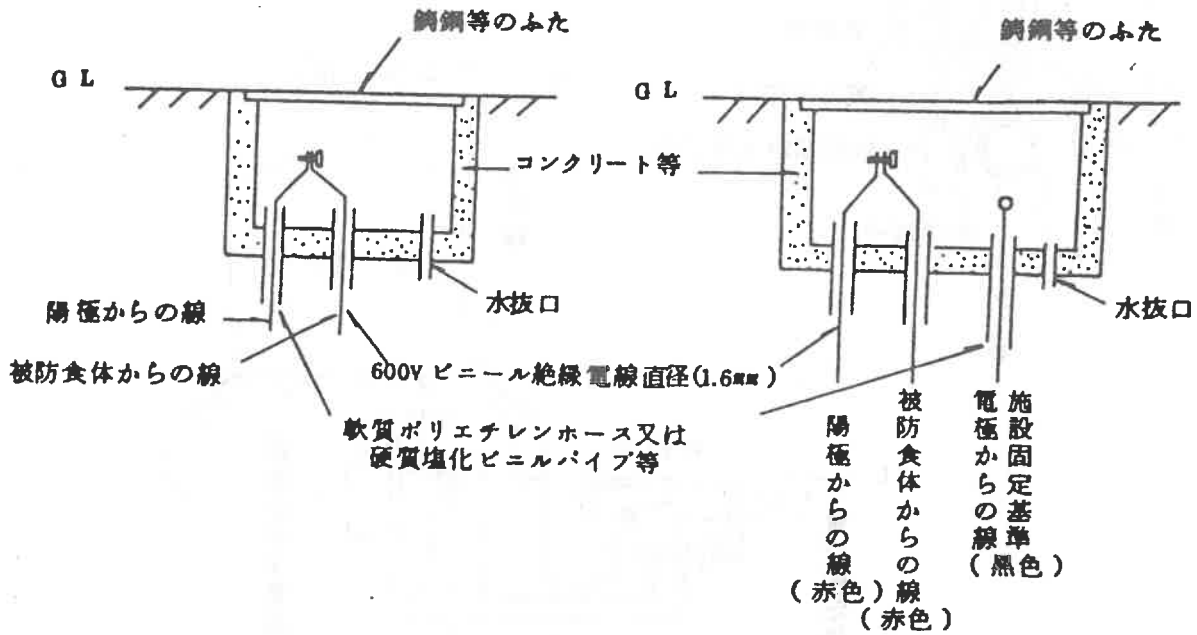 鋳鋼等のふた
鋳鋼等のふた
G L
G L
コンクリート等
水抜口
水抜口
陽極からの線
被防食体からの線
600V ビニール絶縁電線直径(1.6mm)
軟質ポリエチレンホース又は
硬質塩化ビニルパイプ等
陽極からの線(赤色)
被防食体からの線(赤色)
施設固定基準
電極からの線
(黒色)